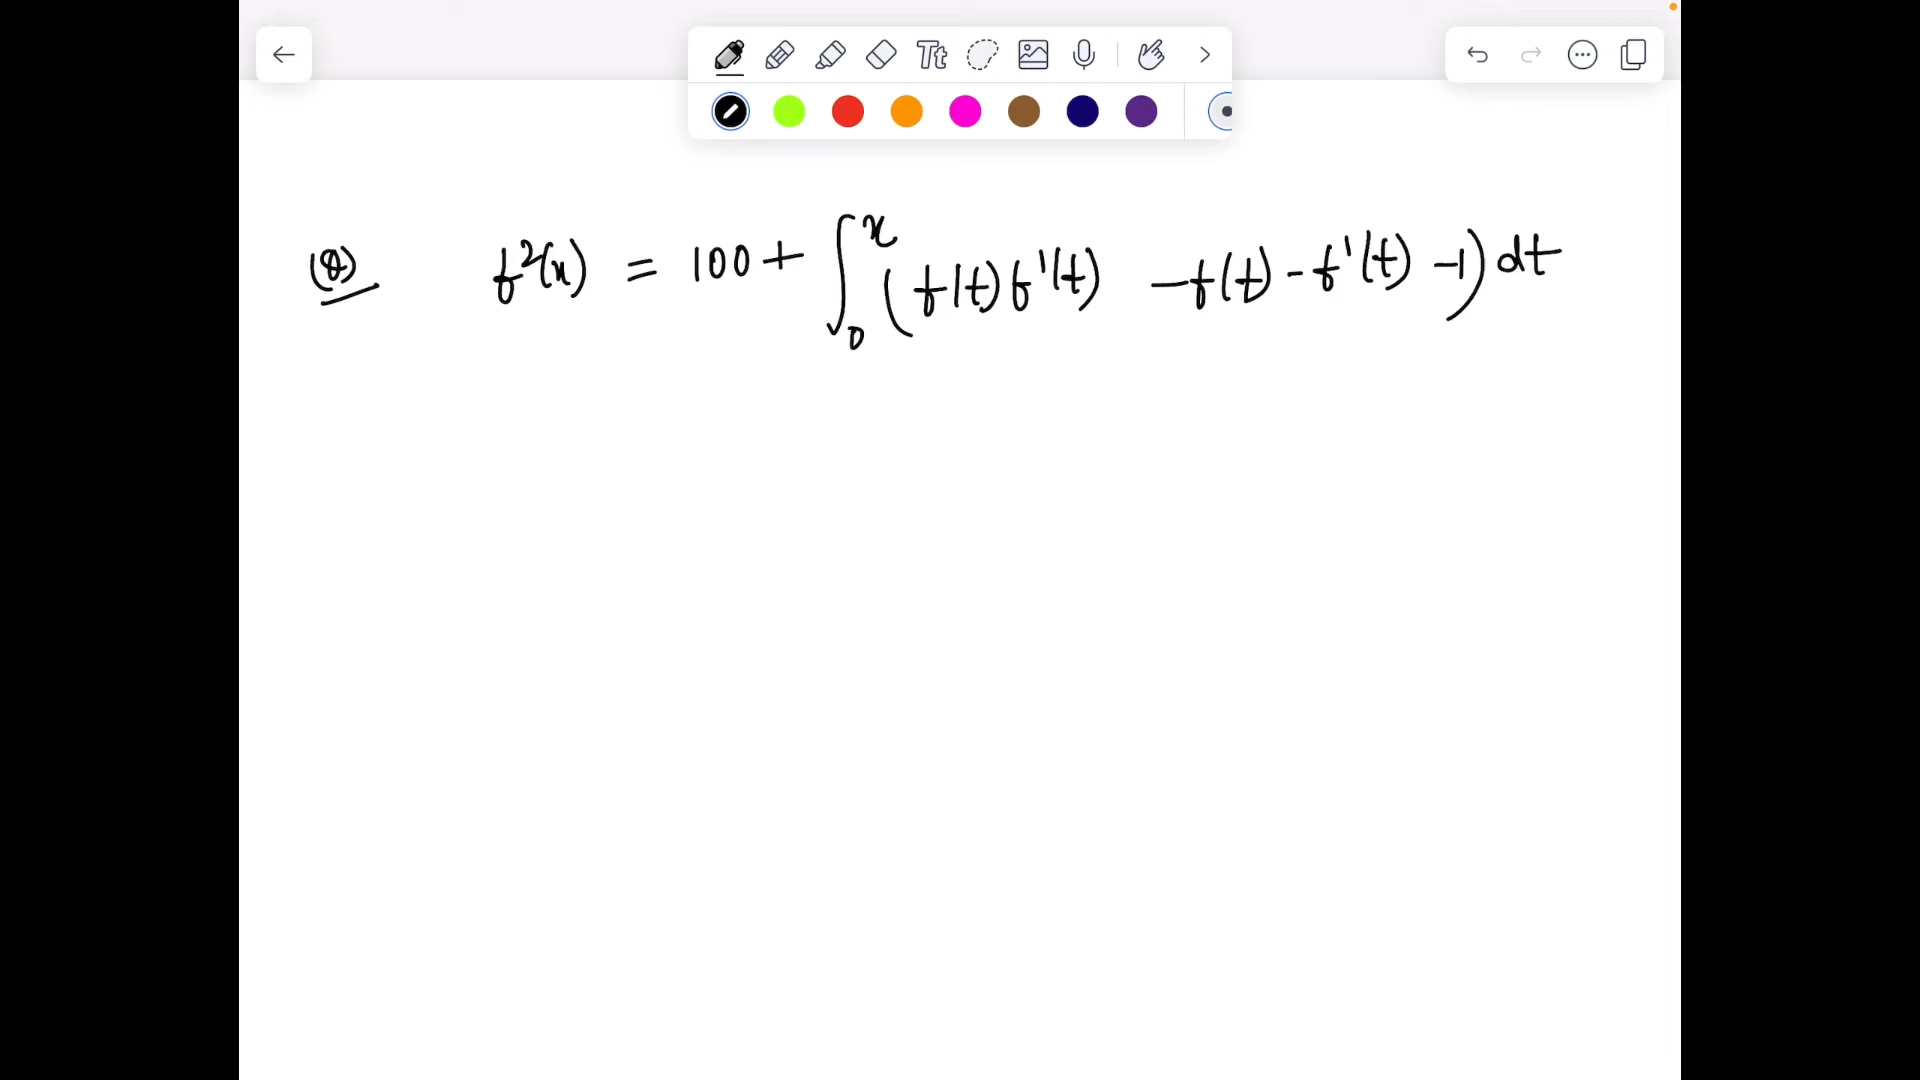 (Q) f²(x) = 100 + ∫₀ˣ (f(t) f'(t) - f(t) - f'(t) - 1) dt